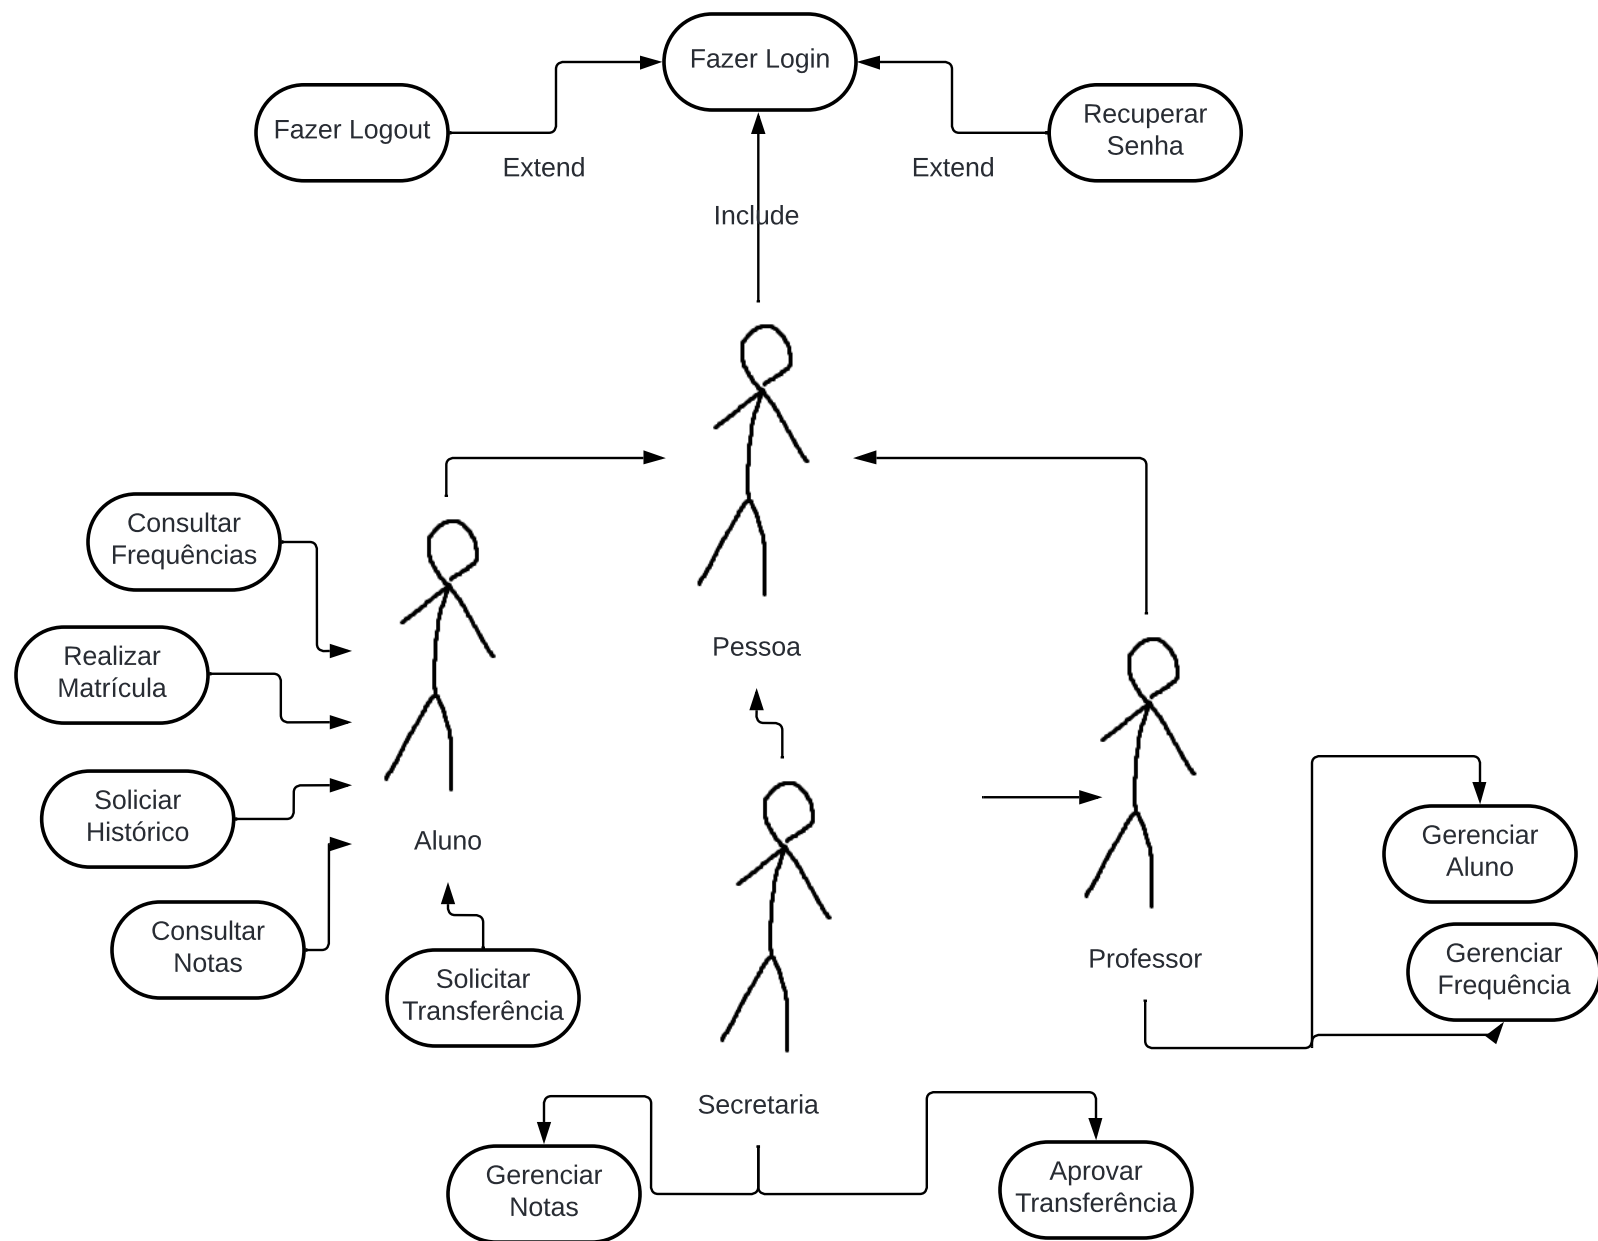 Fazer Login
Fazer Logout
Recuperar
Senha
Extend
Extend
Include
Consultar
Frequências
Realizar
Matrícula
Pessoa
Soliciar
Histórico
Aluno
Gerenciar
Aluno
Consultar
Notas
Solicitar
Transferência
Professor
Gerenciar
Frequência
Secretaria
Gerenciar
Notas
Aprovar
Transferência